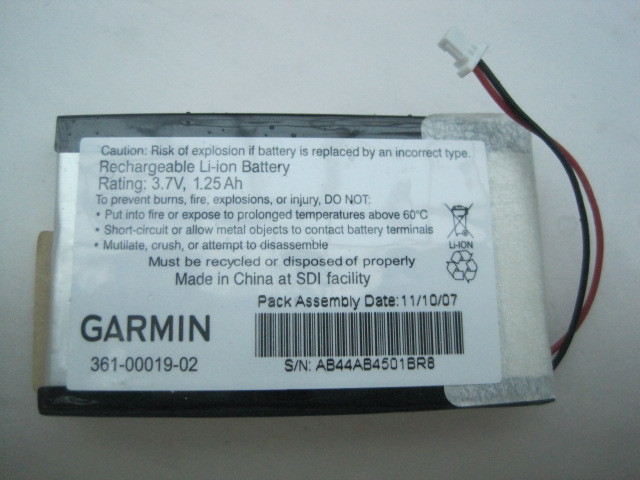 Caution: Risk of explosion if battery is replaced by an incorrect type.
Rechargeable Li-ion Battery
Rating: 3.7V, 1.25 Ah
To prevent burns, fire, explosions, or injury, DO NOT:
• Put into fire or expose to prolonged temperatures above 60°C
• Short-circuit or allow metal objects to contact battery terminals
• Mutilate, crush, or attempt to disassemble
LI-ION
Must be recycled or disposed of properly
Made in China at SDI facility
Pack Assembly Date: 11/10/07
GARMIN
361-00019-02
S/N: AB44AB4501BR8